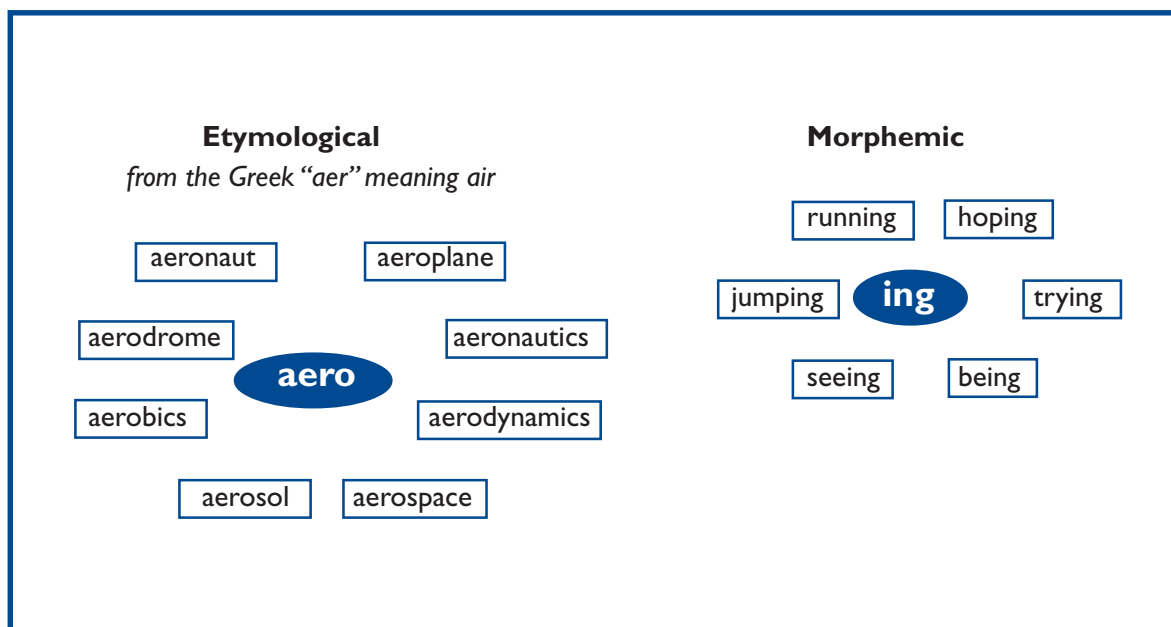 Etymological
from the Greek “aer” meaning air
aeronaut
aeroplane
aerodrome
aeronautics
aero
aerobics
aerodynamics
aerosol
aerospace
Morphemic
running
hoping
jumping
ing
trying
seeing
being